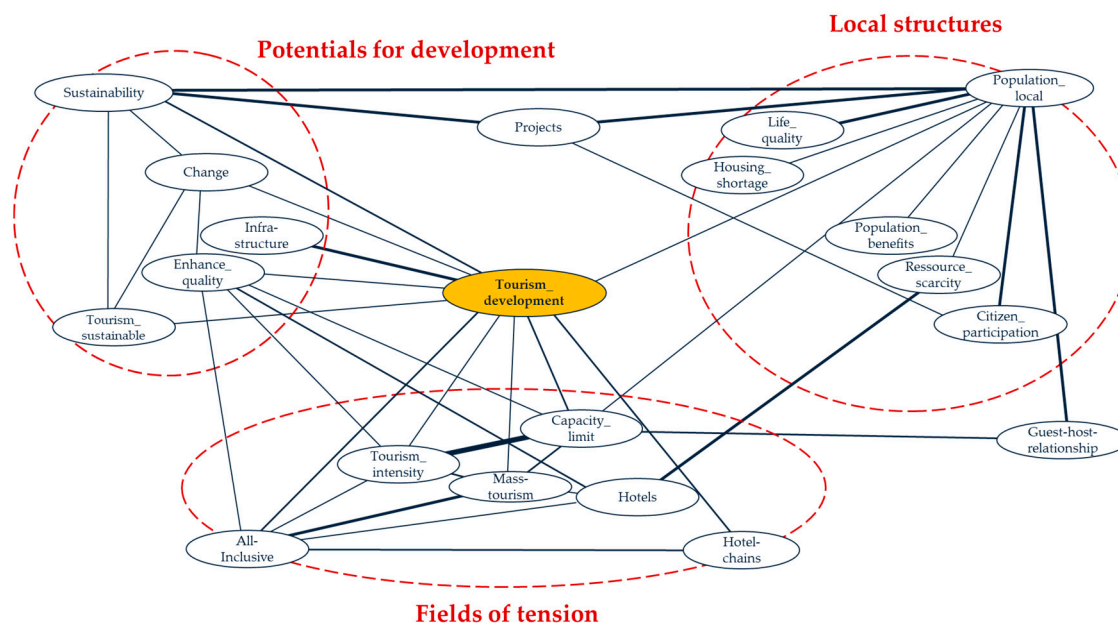 Local structures
Potentials for development
Sustainability
Population_
local
Projects
Life_
quality
Change
Housing_
shortage
Infra-
structure
Population_
benefits
Enhance_
quality
Ressource_
scarcity
Tourism_
development
Tourism_
sustainable
Citizen_
participation
Capacity_
limit
Guest-host-
relationship
Tourism_
intensity
Mass-
tourism
Hotels
All-
Inclusive
Hotel-
chains
Fields of tension